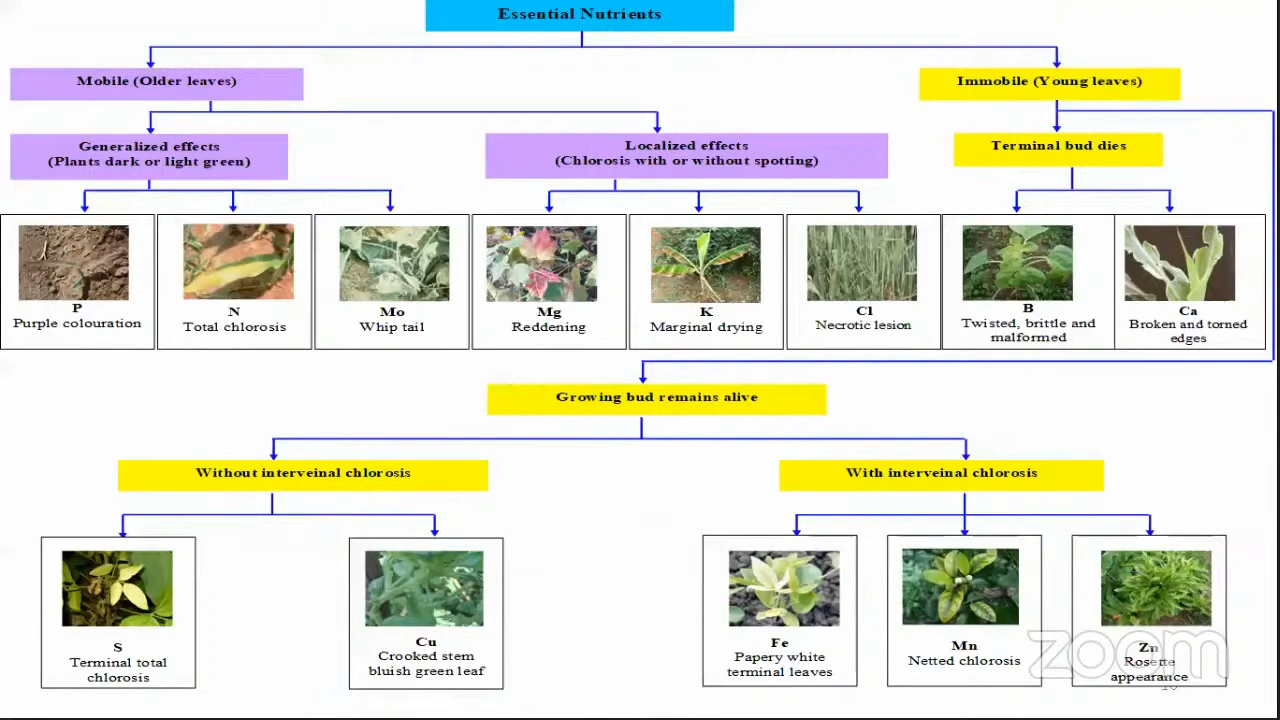 Essential Nutrients
Mobile (Older leaves)
Immobile (Young leaves)
Generalized effects
(Plants dark or light green)
Localized effects
(Chlorosis with or without spotting)
Terminal bud dies
P
Purple colouration
N
Total chlorosis
Mo
Whip tail
Mg
Reddening
K
Marginal drying
Cl
Necrotic lesion
B
Twisted, brittle and
malformed
Ca
Broken and torned
edges
Growing bud remains alive
Without interveinal chlorosis
With interveinal chlorosis
S
Terminal total
chlorosis
Cu
Crooked stem
bluish green leaf
Fe
Papery white
terminal leaves
Mn
Netted chlorosis
Zn
Rosette
appearance
zoom